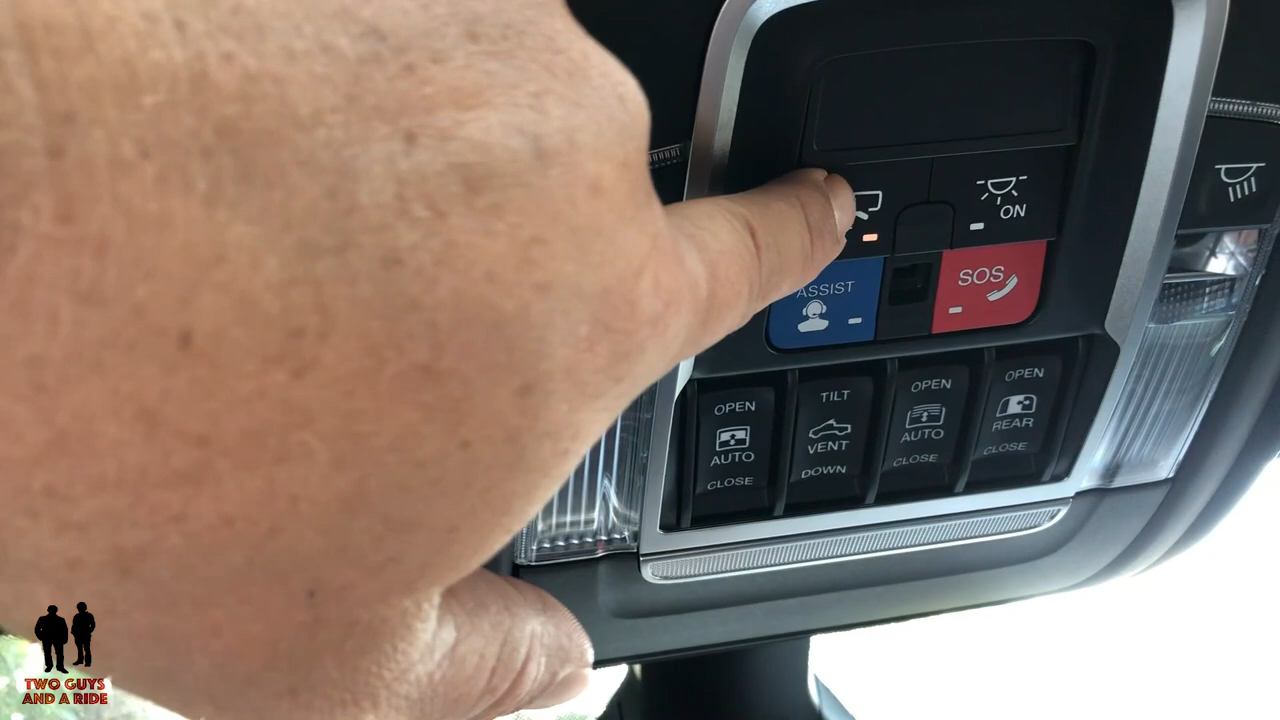 ON
ASSIST
SOS
OPEN
AUTO
CLOSE
TILT
VENT
DOWN
OPEN
AUTO
CLOSE
OPEN
REAR
CLOSE
TWO GUYS
AND A RIDE